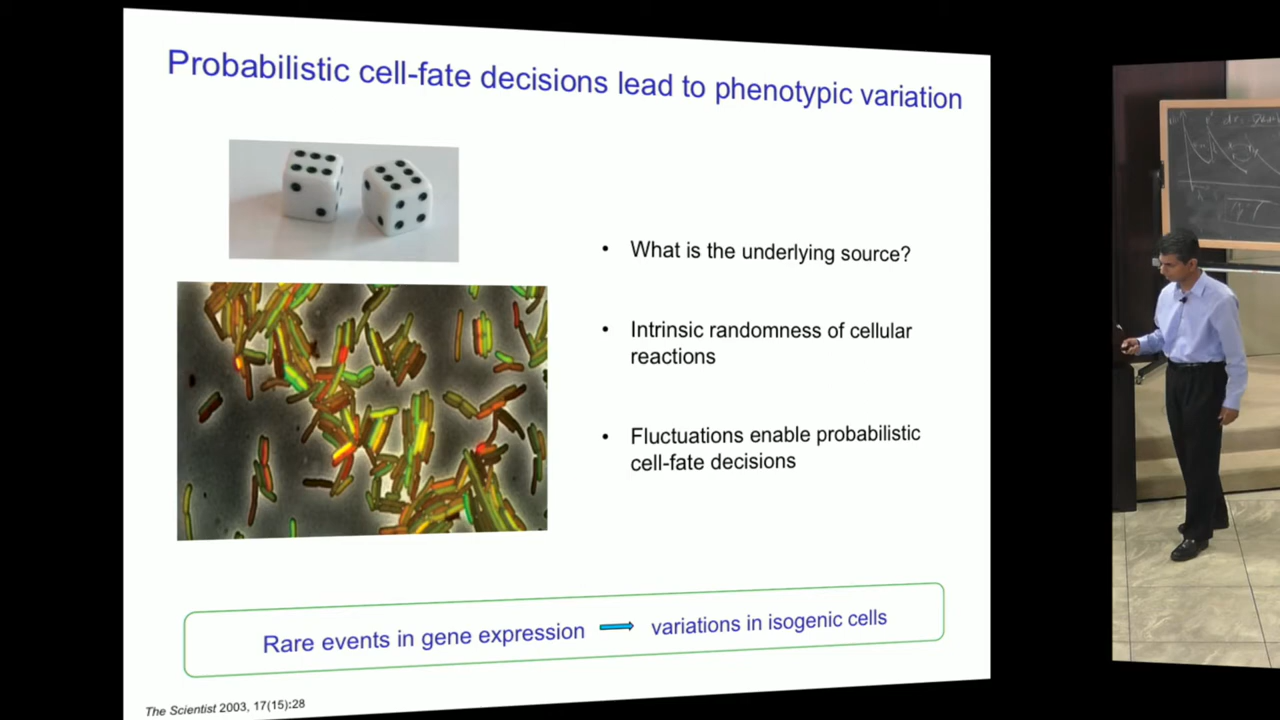 Probabilistic cell-fate decisions lead to phenotypic variation
• What is the underlying source?
• Intrinsic randomness of cellular
reactions
• Fluctuations enable probabilistic
cell-fate decisions
Rare events in gene expression
variations in isogenic cells
The Scientist 2003, 17(15):28